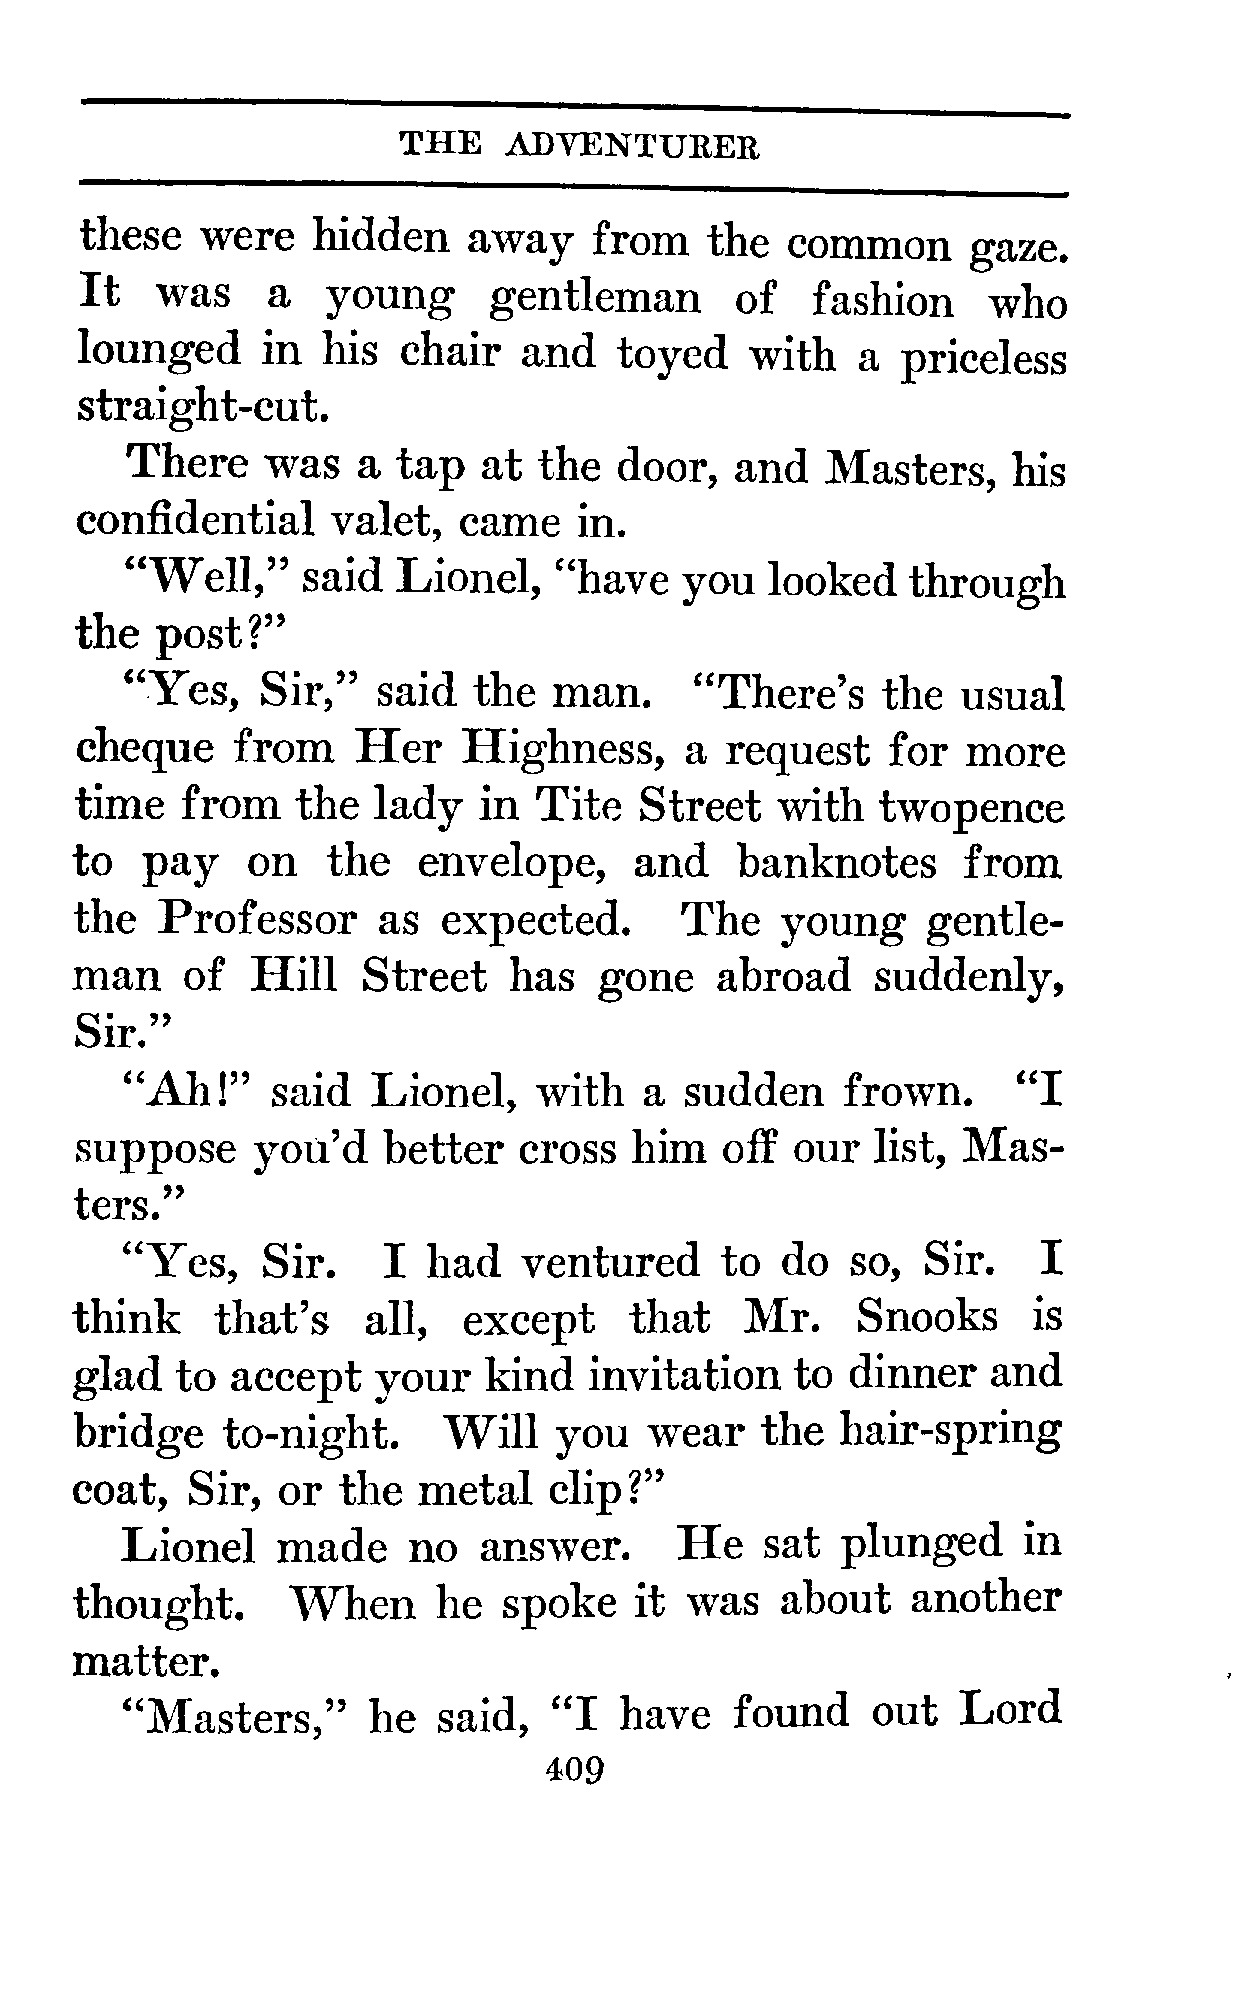 THE ADVENTURER
these were hidden away from the common gaze.
It was a young gentleman of fashion who
lounged in his chair and toyed with a priceless
straight-cut.
There was a tap at the door, and Masters, his
confidential valet, came in.
“Well,” said Lionel, “have you looked through
the post?”
“Yes, Sir,” said the man. “There’s the usual
cheque from Her Highness, a request for more
time from the lady in Tite Street with twopence
to pay on the envelope, and banknotes from
the Professor as expected. The young gentle-
man of Hill Street has gone abroad suddenly,
Sir.”
“Ah!” said Lionel, with a sudden frown. “I
suppose you’d better cross him off our list, Mas-
ters.”
“Yes, Sir. I had ventured to do so, Sir. I
think that’s all, except that Mr. Snooks is
glad to accept your kind invitation to dinner and
bridge to-night. Will you wear the hair-spring
coat, Sir, or the metal clip?”
Lionel made no answer. He sat plunged in
thought. When he spoke it was about another
matter.
“Masters,” he said, “I have found out Lord
409